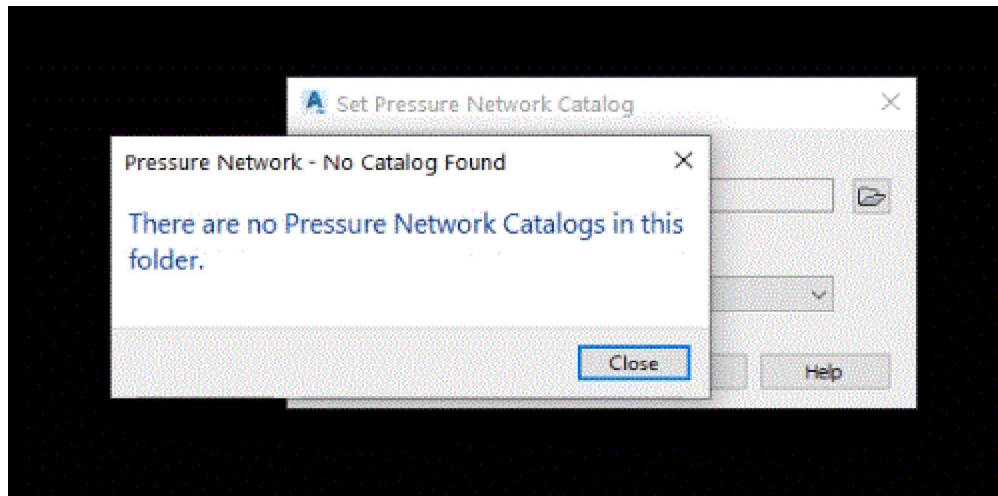 Set Pressure Network Catalog
Pressure Network - No Catalog Found
There are no Pressure Network Catalogs in this
folder.
Close
Help